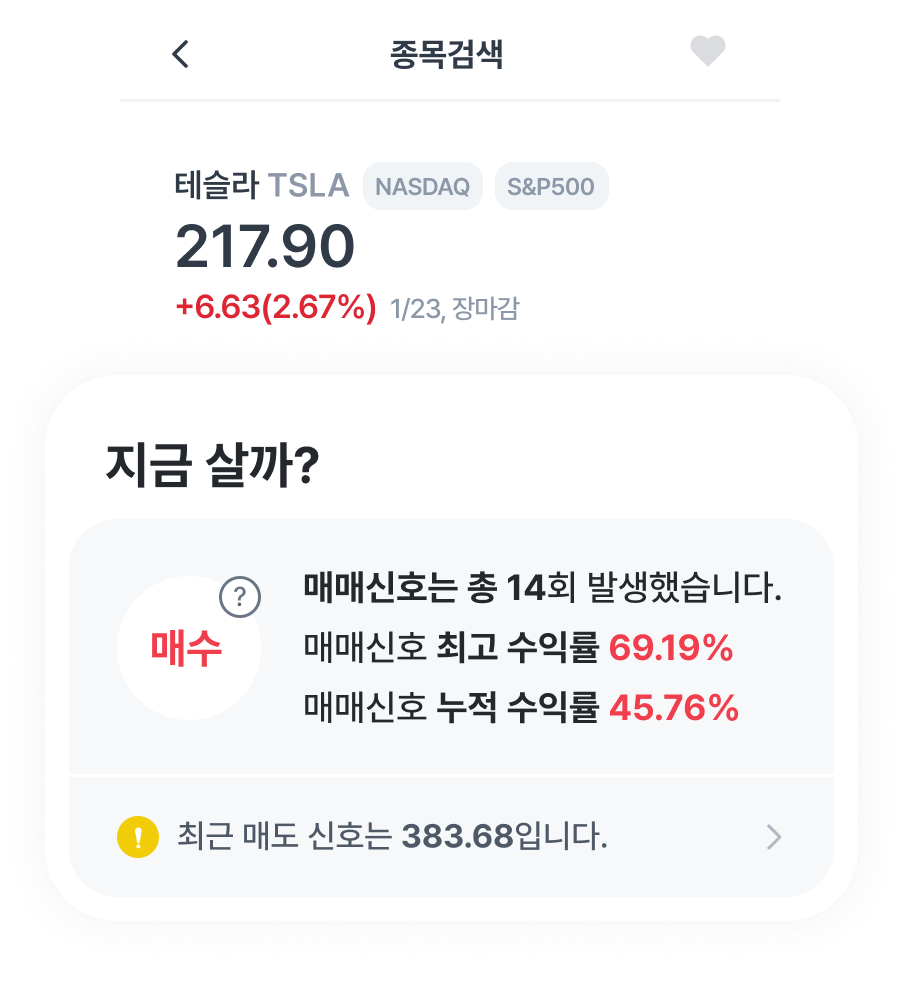 종목검색
테슬라 TSLA NASDAQ S&P500
217.90
+6.63(2.67%) 1/23, 장마감
지금 살까?
매수 ?
매매신호는 총 14회 발생했습니다.
매매신호 최고 수익률 69.19%
매매신호 누적 수익률 45.76%
! 최근 매도 신호는 383.68입니다.